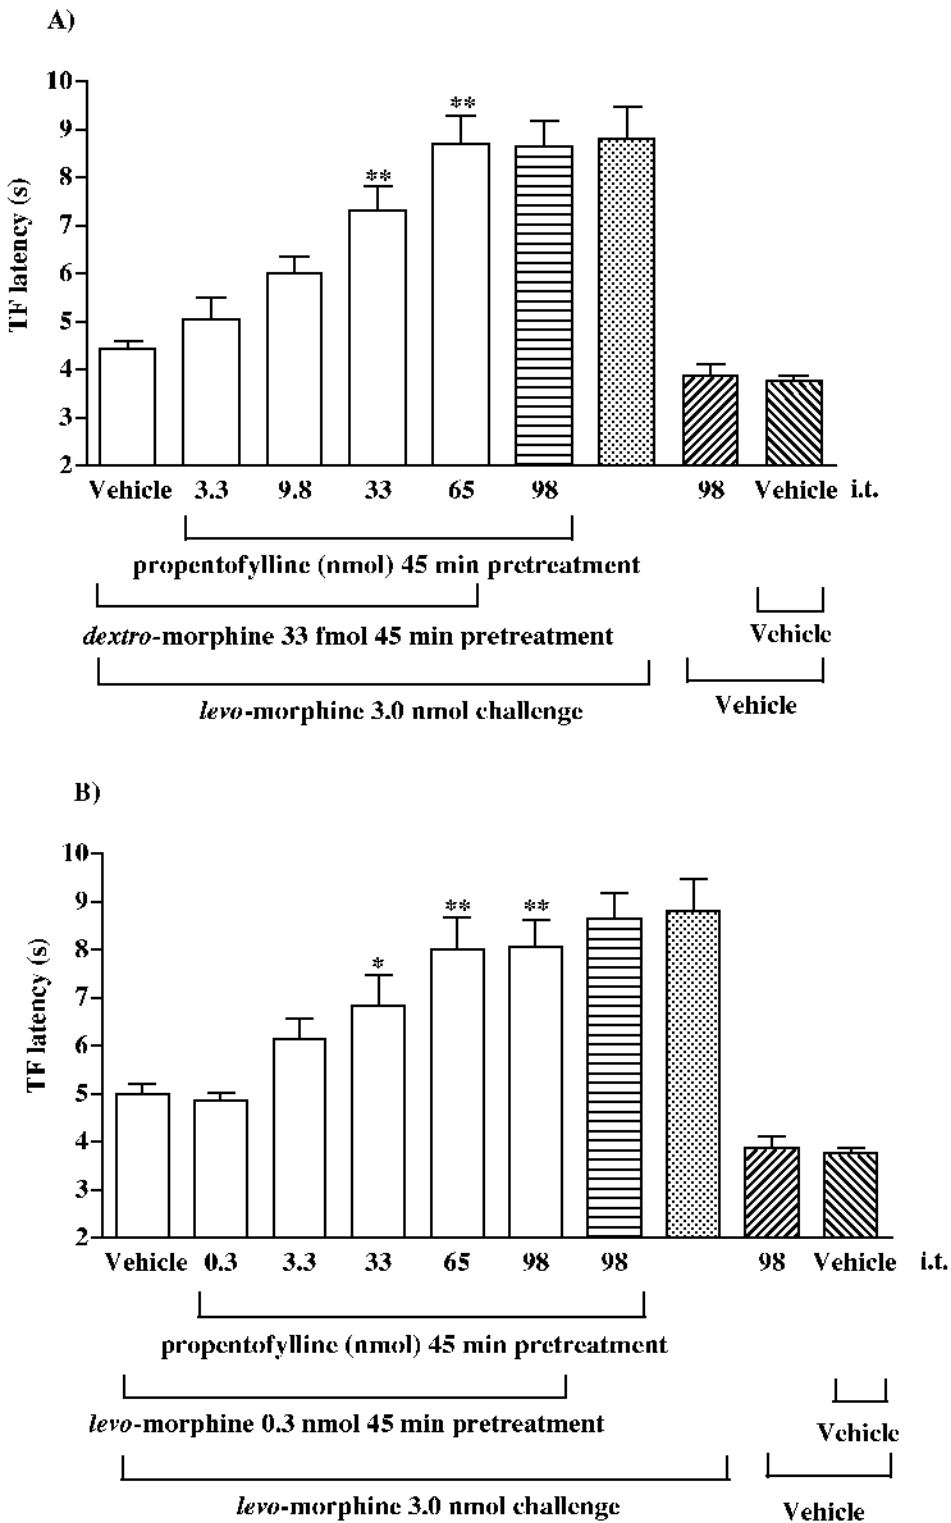 A)
10
9
8
7
6
5
4
3
2
TF latency (s)
**
**
Vehicle 3.3 9.8 33 65 98 98 Vehicle i.t.
propentofylline (nmol) 45 min pretreatment
dextro-morphine 33 fmol 45 min pretreatment
Vehicle
levo-morphine 3.0 nmol challenge
Vehicle
B)
10
9
8
7
6
5
4
3
2
TF latency (s)
*
**
**
Vehicle 0.3 3.3 33 65 98 98 98 Vehicle i.t.
propentofylline (nmol) 45 min pretreatment
levo-morphine 0.3 nmol 45 min pretreatment
Vehicle
levo-morphine 3.0 nmol challenge
Vehicle